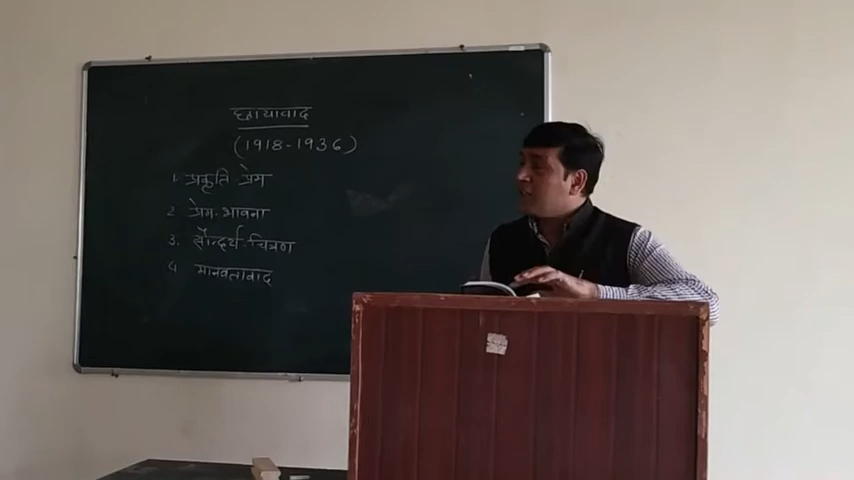 छायावाद
(1918-1936)
1. प्रकृति प्रेम
2 प्रेम-भावना
3. सौन्दर्य-चित्रण
4 मानवतावाद